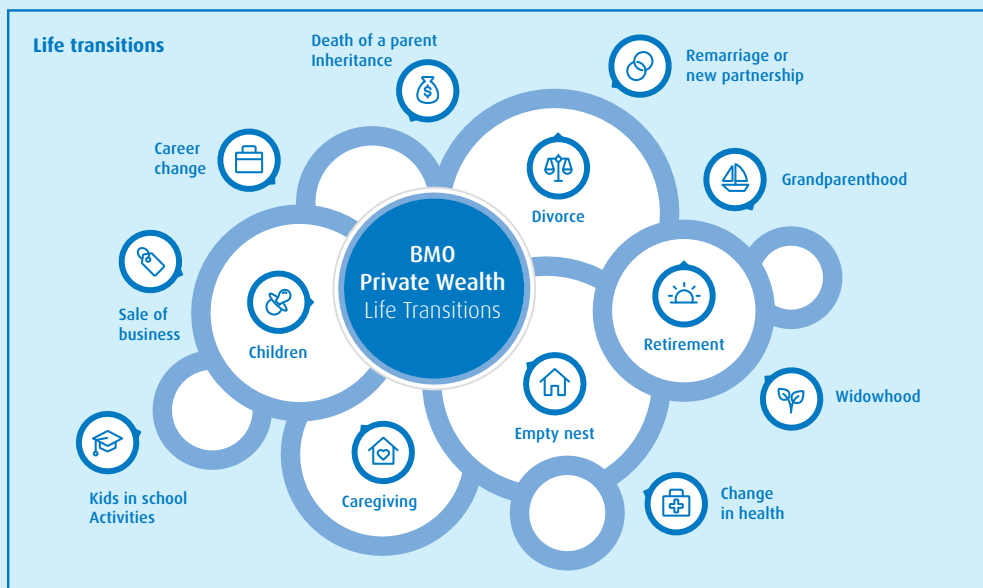 Life transitions
Death of a parent
Inheritance
Remarriage or
new partnership
Career
change
Grandparenthood
Divorce
BMO
Private Wealth
Life Transitions
Sale of
business
Children
Retirement
Widowhood
Empty nest
Kids in school
Activities
Caregiving
Change
in health
$